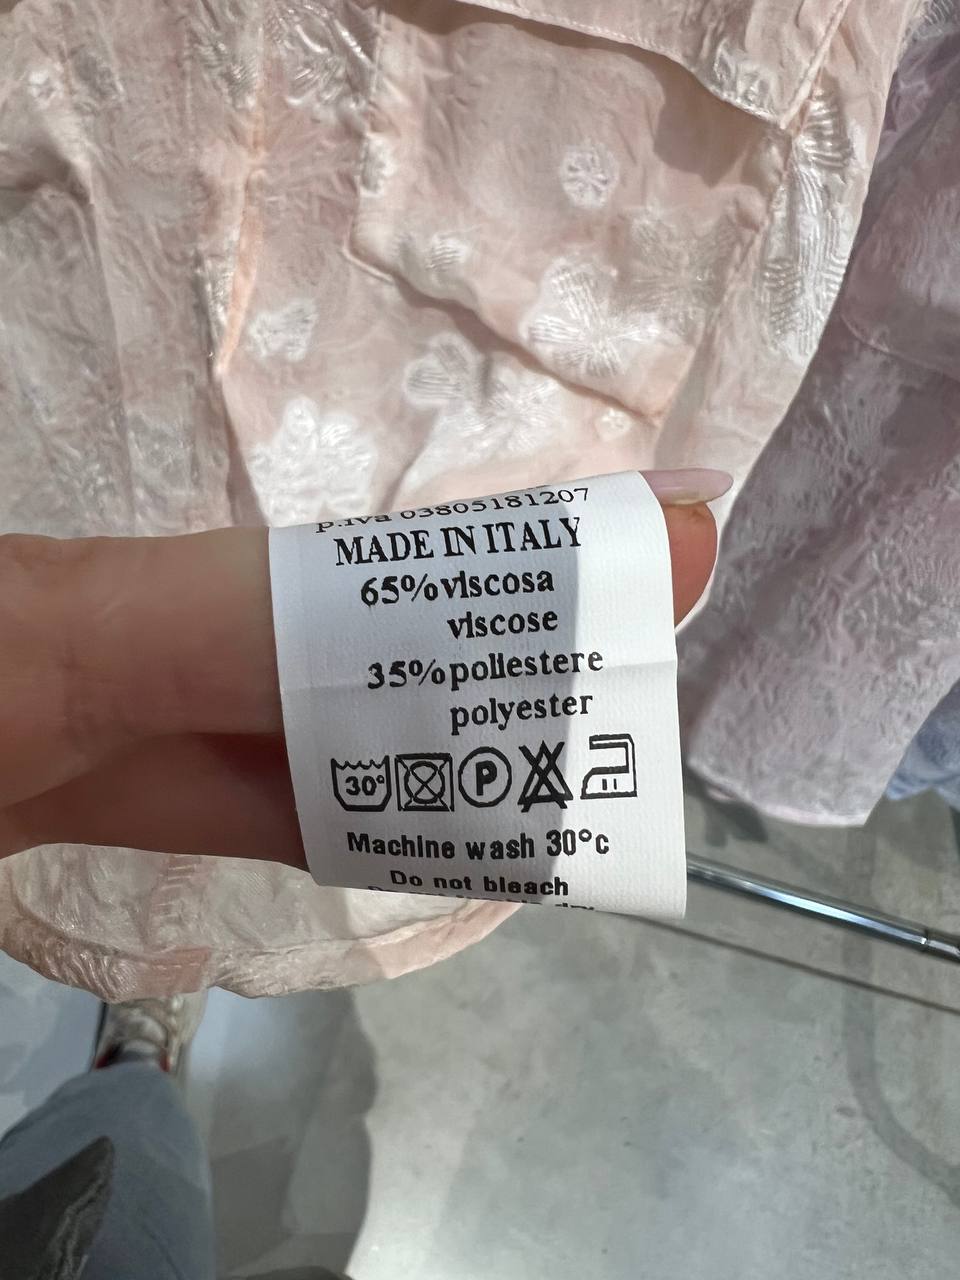 p.iva 03805181207
MADE IN ITALY
65% viscosa
viscose
35% poliestere
polyester
30°
P
Machine wash 30°c
Do not bleach